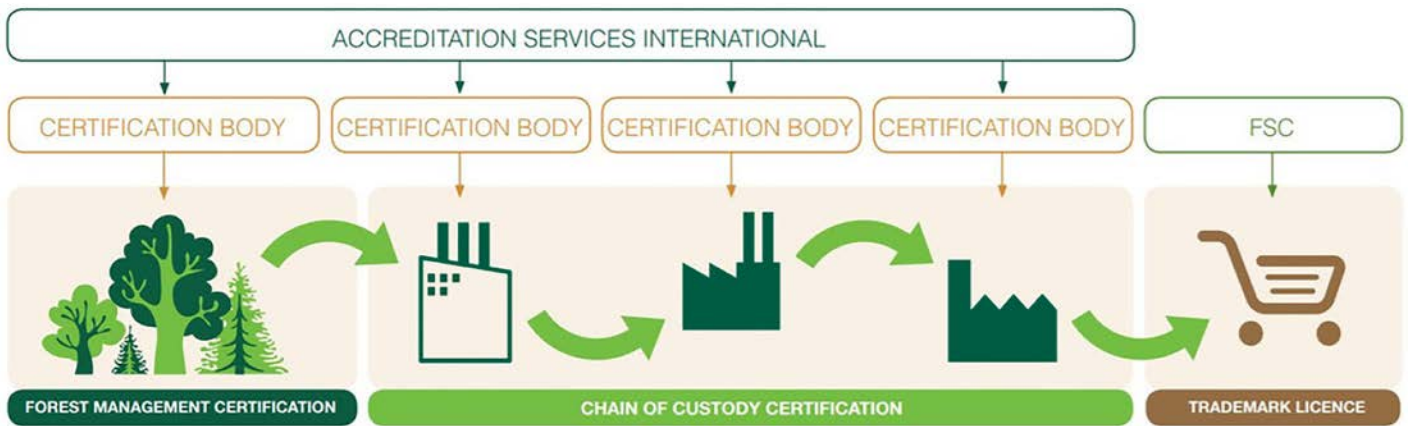 ACCREDITATION SERVICES INTERNATIONAL
CERTIFICATION BODY
CERTIFICATION BODY
CERTIFICATION BODY
CERTIFICATION BODY
FSC
FOREST MANAGEMENT CERTIFICATION
CHAIN OF CUSTODY CERTIFICATION
TRADEMARK LICENCE